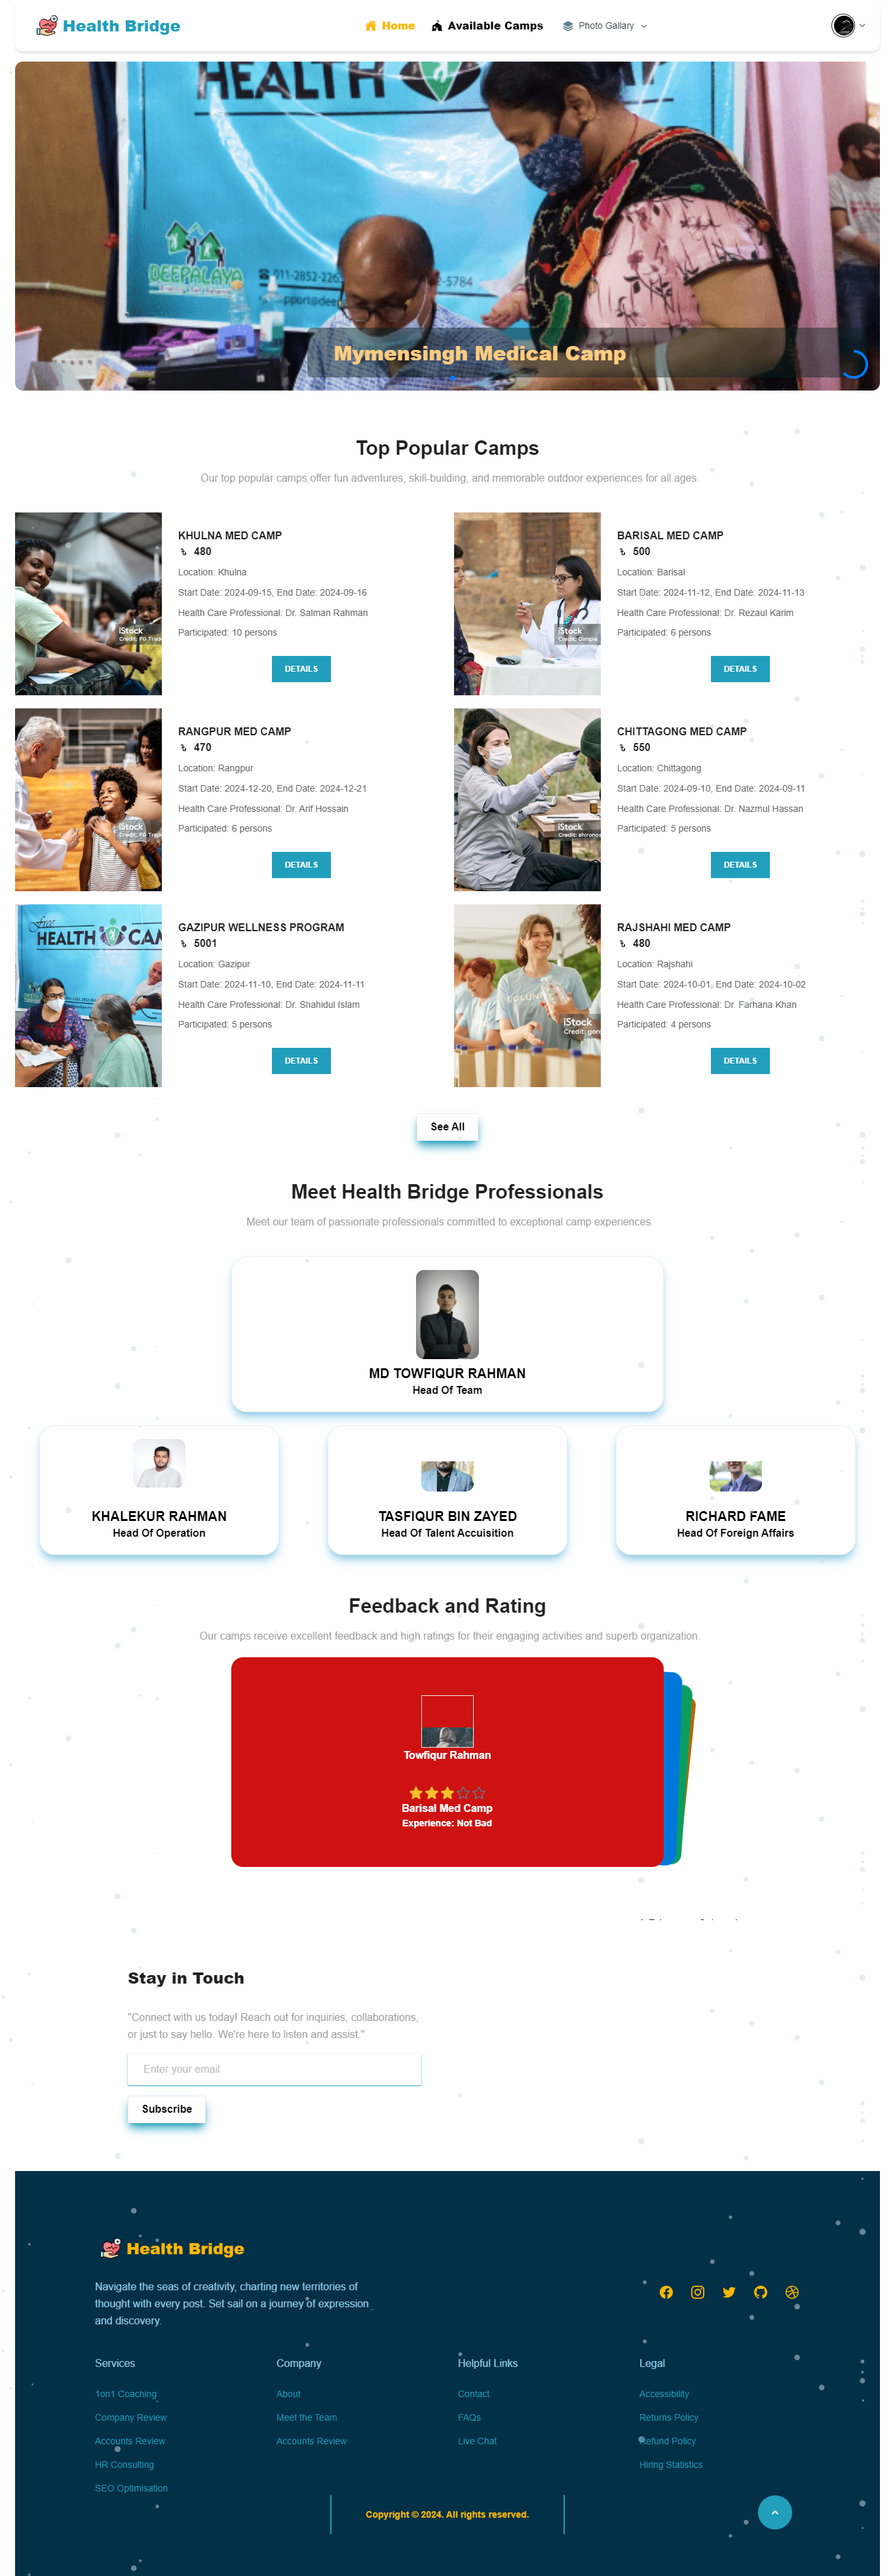 Health Bridge
Home
Available Camps
Photo Gallary
HEALTH
DEEPALAYA
011-2852-226
5784
Mymensingh Medical Camp
Top Popular Camps
Our top popular camps offer fun adventures, skill-building, and memorable outdoor experiences for all ages.
KHULNA MED CAMP
৳ 480
Location: Khulna
Start Date: 2024-09-15, End Date: 2024-09-16
Health Care Professional: Dr. Salman Rahman
Participated: 10 persons
DETAILS
iStock
Credit: FG Trade
BARISAL MED CAMP
৳ 500
Location: Barisal
Start Date: 2024-11-12, End Date: 2024-11-13
Health Care Professional: Dr. Rezaul Karim
Participated: 6 persons
DETAILS
iStock
RANGPUR MED CAMP
৳ 470
Location: Rangpur
Start Date: 2024-12-20, End Date: 2024-12-21
Health Care Professional: Dr. Arif Hossain
Participated: 6 persons
DETAILS
iStock
CHITTAGONG MED CAMP
৳ 550
Location: Chittagong
Start Date: 2024-09-10, End Date: 2024-09-11
Health Care Professional: Dr. Nazmul Hassan
Participated: 5 persons
DETAILS
iStock
Free
HEALTH CAM
GAZIPUR WELLNESS PROGRAM
৳ 5001
Location: Gazipur
Start Date: 2024-11-10, End Date: 2024-11-11
Health Care Professional: Dr. Shahidul Islam
Participated: 5 persons
DETAILS
RAJSHAHI MED CAMP
৳ 480
Location: Rajshahi
Start Date: 2024-10-01, End Date: 2024-10-02
Health Care Professional: Dr. Farhana Khan
Participated: 4 persons
DETAILS
iStock
See All
Meet Health Bridge Professionals
Meet our team of passionate professionals committed to exceptional camp experiences.
MD TOWFIQUR RAHMAN
Head Of Team
KHALEKUR RAHMAN
Head Of Operation
TASFIQUR BIN ZAYED
Head Of Talent Accuisition
RICHARD FAME
Head Of Foreign Affairs
Feedback and Rating
Our camps receive excellent feedback and high ratings for their engaging activities and superb organization.
Towfiqur Rahman
Barisal Med Camp
Experience: Not Bad
Stay in Touch
"Connect with us today! Reach out for inquiries, collaborations,
or just to say hello. We're here to listen and assist."
Enter your email
Subscribe
Health Bridge
Navigate the seas of creativity, charting new territories of
thought with every post. Set sail on a journey of expression
and discovery.
Services
1on1 Coaching
Company Review
Accounts Review
HR Consulting
SEO Optimisation
Company
About
Meet the Team
Accounts Review
Helpful Links
Contact
FAQs
Live Chat
Legal
Accessibility
Returns Policy
Refund Policy
Hiring Statistics
Copyright © 2024. All rights reserved.